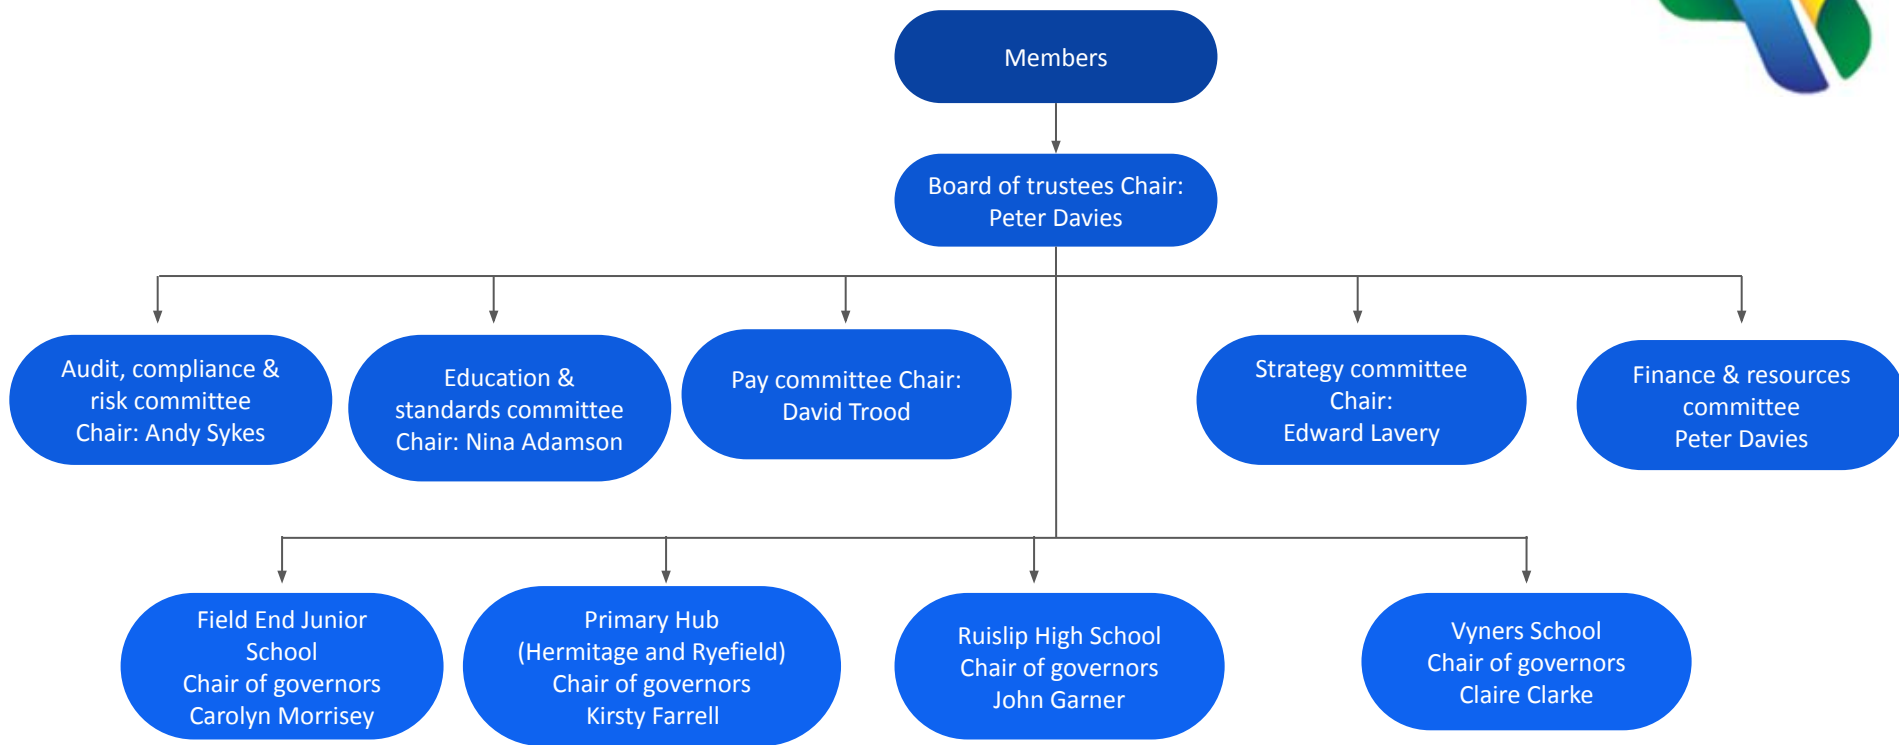 Members
Board of trustees Chair:
Peter Davies
Audit, compliance &
risk committee
Chair: Andy Sykes
Education &
standards committee
Chair: Nina Adamson
Pay committee Chair:
David Trood
Strategy committee
Chair:
Edward Lavery
Finance & resources
committee
Peter Davies
Field End Junior
School
Chair of governors
Carolyn Morrisey
Primary Hub
(Hermitage and Ryefield)
Chair of governors
Kirsty Farrell
Ruislip High School
Chair of governors
John Garner
Vyners School
Chair of governors
Claire Clarke